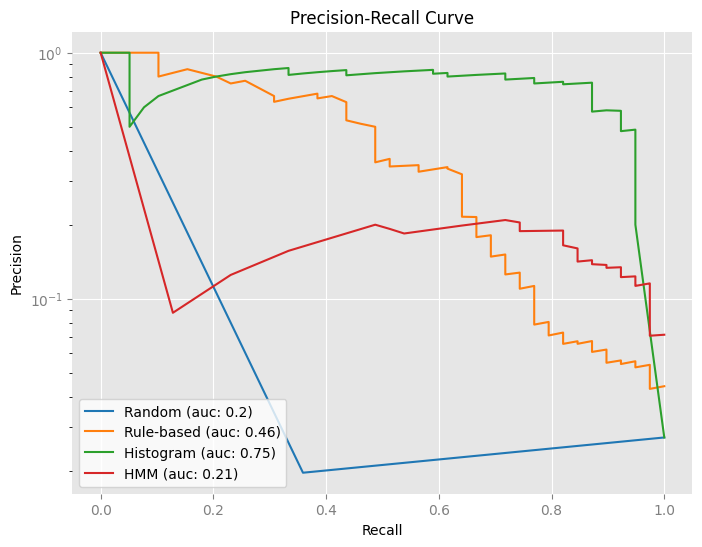 Precision-Recall Curve
10⁰
10⁻¹
Precision
Random (auc: 0.2)
Rule-based (auc: 0.46)
Histogram (auc: 0.75)
HMM (auc: 0.21)
0.0 0.2 0.4 0.6 0.8 1.0
Recall